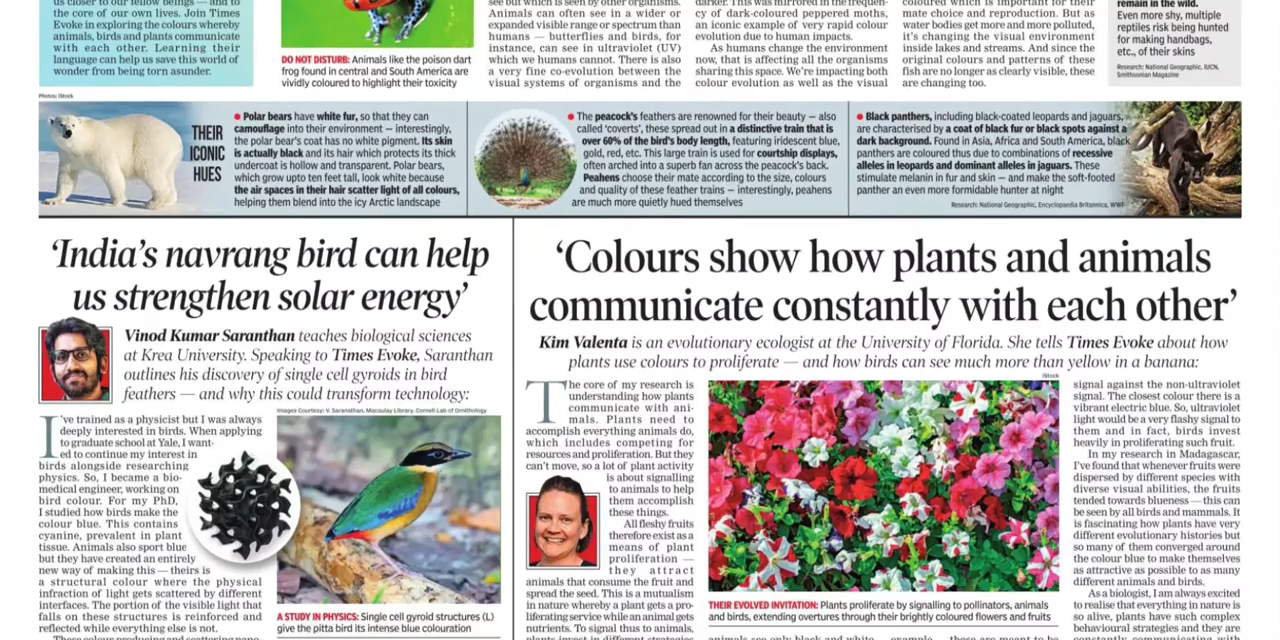 us closer to our fellow beings — and to
the core of our own lives. Join Times
Evoke in exploring the colours whereby
animals, birds and plants communicate
with each other. Learning their
language can help us save this world of
wonder from being torn asunder.
DO NOT DISTURB: Animals like the poison dart
frog found in central and South America are
vividly coloured to highlight their toxicity
see but which is seen by other organisms.
Animals can often see in a wider or
expanded visible range or spectrum than
humans — butterflies and birds, for
instance, can see in ultraviolet (UV)
which we humans cannot. There is also
a very fine co-evolution between the
visual systems of organisms and the
darker. This was mirrored in the frequen-
cy of dark-coloured peppered moths,
an iconic example of very rapid colour
evolution due to human impacts.
As humans change the environment
now, that is affecting all the organisms
sharing this space. We're impacting both
colour evolution as well as the visual
coloured which is important for their
mate choice and reproduction. But as
water bodies get more and more polluted,
it's changing the visual environment
inside lakes and streams. And since the
original colours and patterns of these
fish are no longer as clearly visible, these
are changing too.
remain in the wild.
Even more shy, multiple
reptiles risk being hunted
for making handbags,
etc., of their skins
Research: National Geographic, IUCN,
Smithsonian Magazine
Photos: iStock
THEIR
ICONIC
HUES
● Polar bears have white fur, so that they can
camouflage into their environment — interestingly,
the polar bear's coat has no white pigment. Its skin
is actually black and its hair which protects its thick
undercoat is hollow and transparent. Polar bears,
which grow upto ten feet tall, look white because
the air spaces in their hair scatter light of all colours,
helping them blend into the icy Arctic landscape
● The peacock's feathers are renowned for their beauty — also
called 'coverts', these spread out in a distinctive train that is
over 60% of the bird's body length, featuring iridescent blue,
gold, red, etc. This large train is used for courtship displays,
often arched into a superb fan across the peacock's back.
Peahens choose their mate according to the size, colours
and quality of these feather trains — interestingly, peahens
are much more quietly hued themselves
● Black panthers, including black-coated leopards and jaguars,
are characterised by a coat of black fur or black spots against a
dark background. Found in Asia, Africa and South America, black
panthers are coloured thus due to combinations of recessive
alleles in leopards and dominant alleles in jaguars. These
stimulate melanin in fur and skin — and make the soft-footed
panther an even more formidable hunter at night
Research: National Geographic, Encyclopaedia Britannica, WWF
'India's navrang bird can help
us strengthen solar energy'
Vinod Kumar Saranthan teaches biological sciences
at Krea University. Speaking to Times Evoke, Saranthan
outlines his discovery of single cell gyroids in bird
feathers — and why this could transform technology:
Images Courtesy: V. Saranathan, Macaulay Library, Cornell Lab of Ornithology
I've trained as a physicist but I was always
deeply interested in birds. When applying
to graduate school at Yale, I want-
ed to continue my interest in
birds alongside researching
physics. So, I became a bio-
medical engineer, working on
bird colour. For my PhD,
I studied how birds make the
colour blue. This contains
cyanine, prevalent in plant
tissue. Animals also sport blue
but they have created an entirely
new way of making this — theirs is
a structural colour where the physical
infraction of light gets scattered by different
interfaces. The portion of the visible light that
falls on these structures is reinforced and
reflected while everything else is not.
A STUDY IN PHYSICS: Single cell gyroid structures (L)
give the pitta bird its intense blue colouration
'Colours show how plants and animals
communicate constantly with each other'
Kim Valenta is an evolutionary ecologist at the University of Florida. She tells Times Evoke about how
plants use colours to proliferate — and how birds can see much more than yellow in a banana:
iStock
The core of my research is
understanding how plants
communicate with ani-
mals. Plants need to
accomplish everything animals do,
which includes competing for
resources and proliferation. But they
can't move, so a lot of plant activity
is about signalling
to animals to help
them accomplish
these things.
All fleshy fruits
therefore exist as a
means of plant
proliferation —
they attract
animals that consume the fruit and
spread the seed. This is a mutualism
in nature whereby a plant gets a pro-
liferating service while an animal gets
nutrients. To signal thus to animals,
THEIR EVOLVED INVITATION: Plants proliferate by signalling to pollinators, animals
and birds, extending overtures through their brightly coloured flowers and fruits
signal against the non-ultraviolet
signal. The closest colour there is a
vibrant electric blue. So, ultraviolet
light would be a very flashy signal to
them and in fact, birds invest
heavily in proliferating such fruit.
In my research in Madagascar,
I've found that whenever fruits were
dispersed by different species with
diverse visual abilities, the fruits
tended towards blueness — this can
be seen by all birds and mammals. It
is fascinating how plants have very
different evolutionary histories but
so many of them converged around
the colour blue to make themselves
as attractive as possible to as many
different animals and birds.
As a biologist, I am always excited
to realise that everything in nature is
so alive, plants have such complex
behavioural strategies and they are